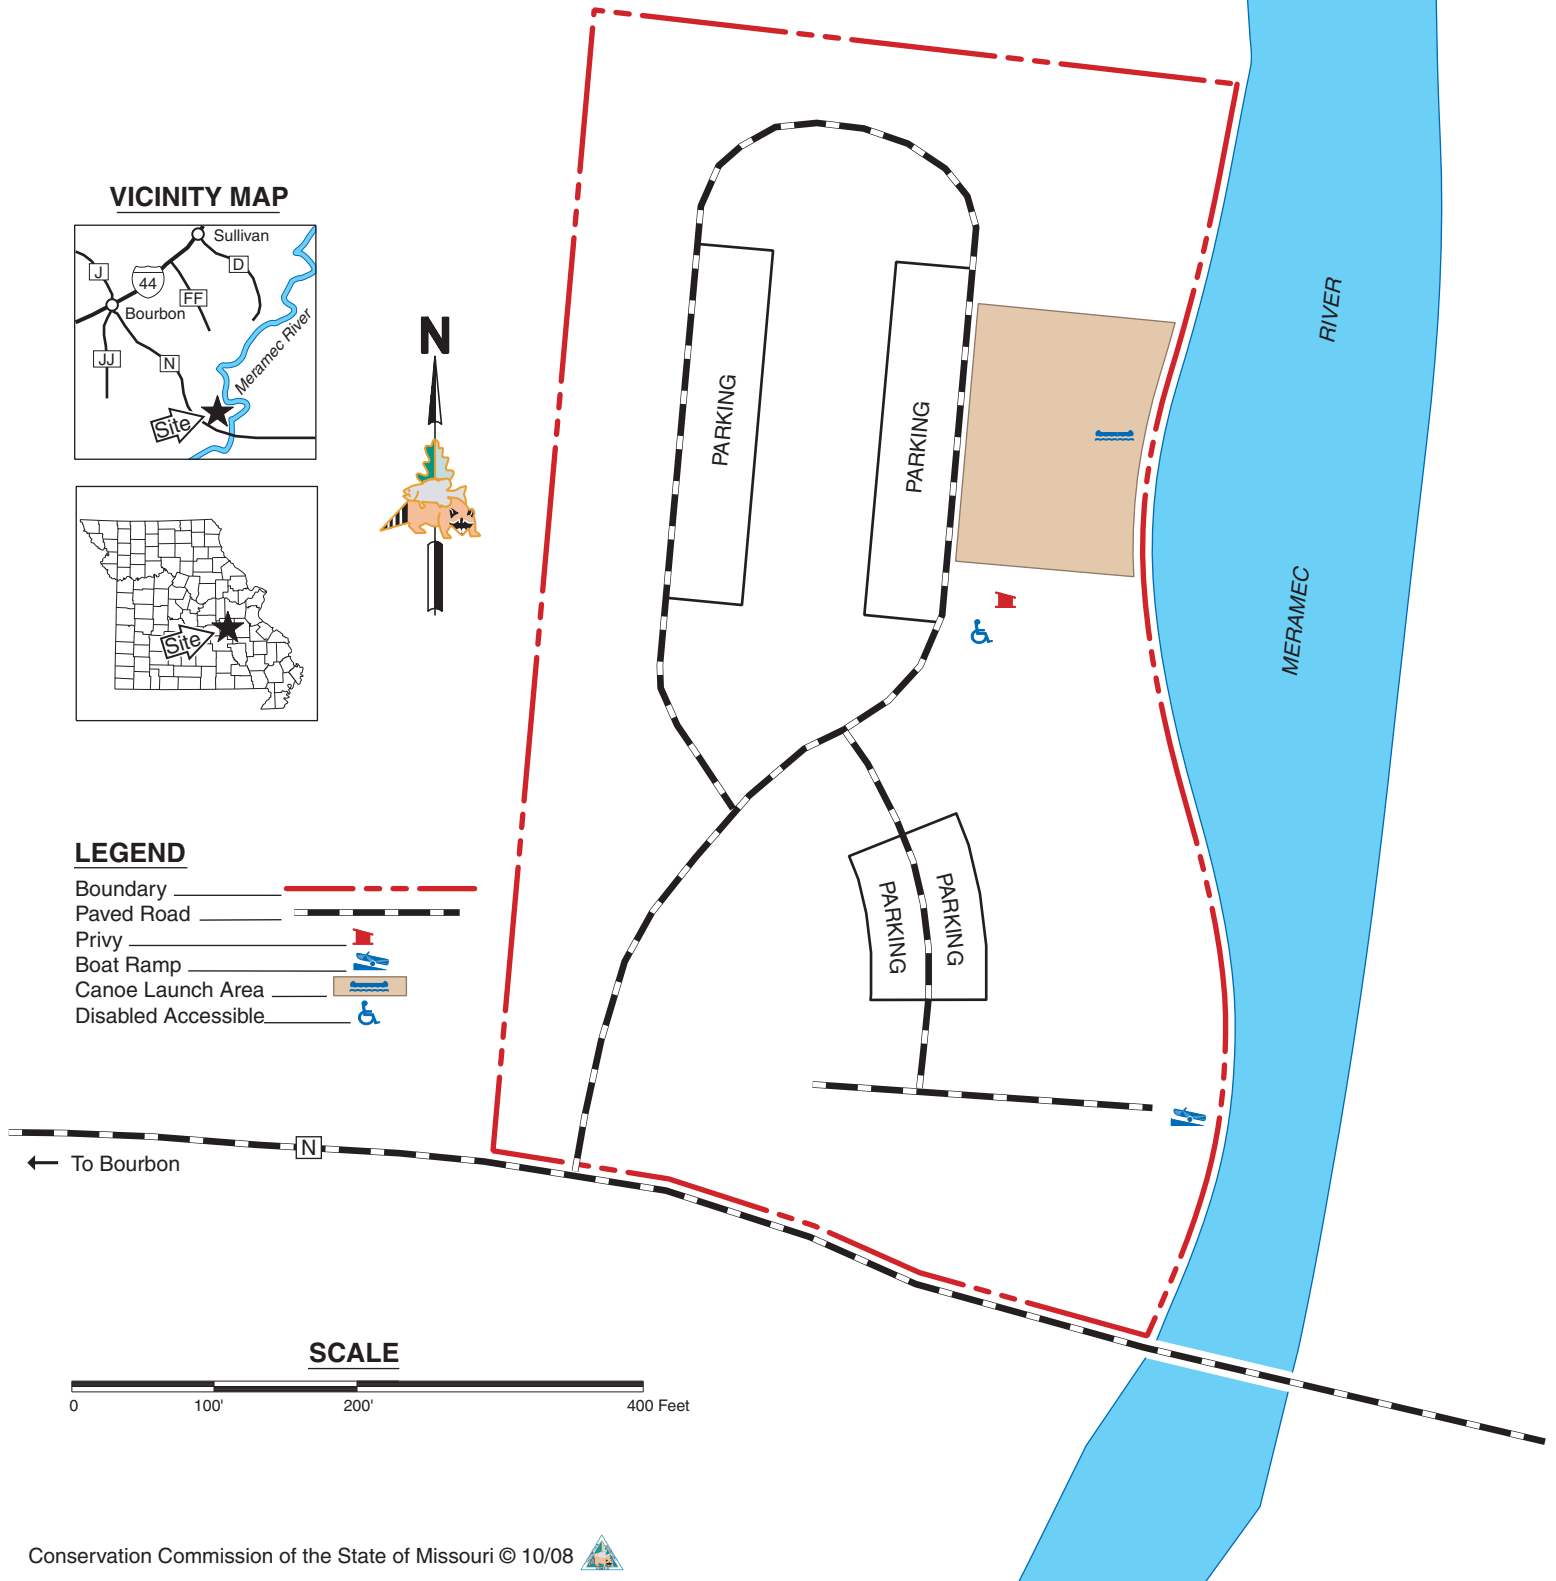 VICINITY MAP
Sullivan
J
D
44
FF
Bourbon
JJ
N
Meramec River
Site
N
Site
PARKING
PARKING
RIVER
MERAMEC
PARKING
PARKING
LEGEND
Boundary
Paved Road
Privy
Boat Ramp
Canoe Launch Area
Disabled Accessible
N
To Bourbon
SCALE
0 100' 200' 400 Feet
Conservation Commission of the State of Missouri © 10/08